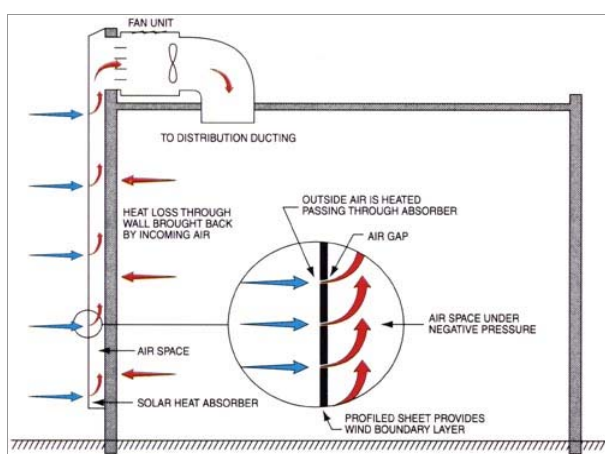 FAN UNIT
TO DISTRIBUTION DUCTING
HEAT LOSS THROUGH
WALL BROUGHT BACK
BY INCOMING AIR
OUTSIDE AIR IS HEATED
PASSING THROUGH ABSORBER
AIR GAP
AIR SPACE UNDER
NEGATIVE PRESSURE
AIR SPACE
SOLAR HEAT ABSORBER
PROFILED SHEET PROVIDES
WIND BOUNDARY LAYER